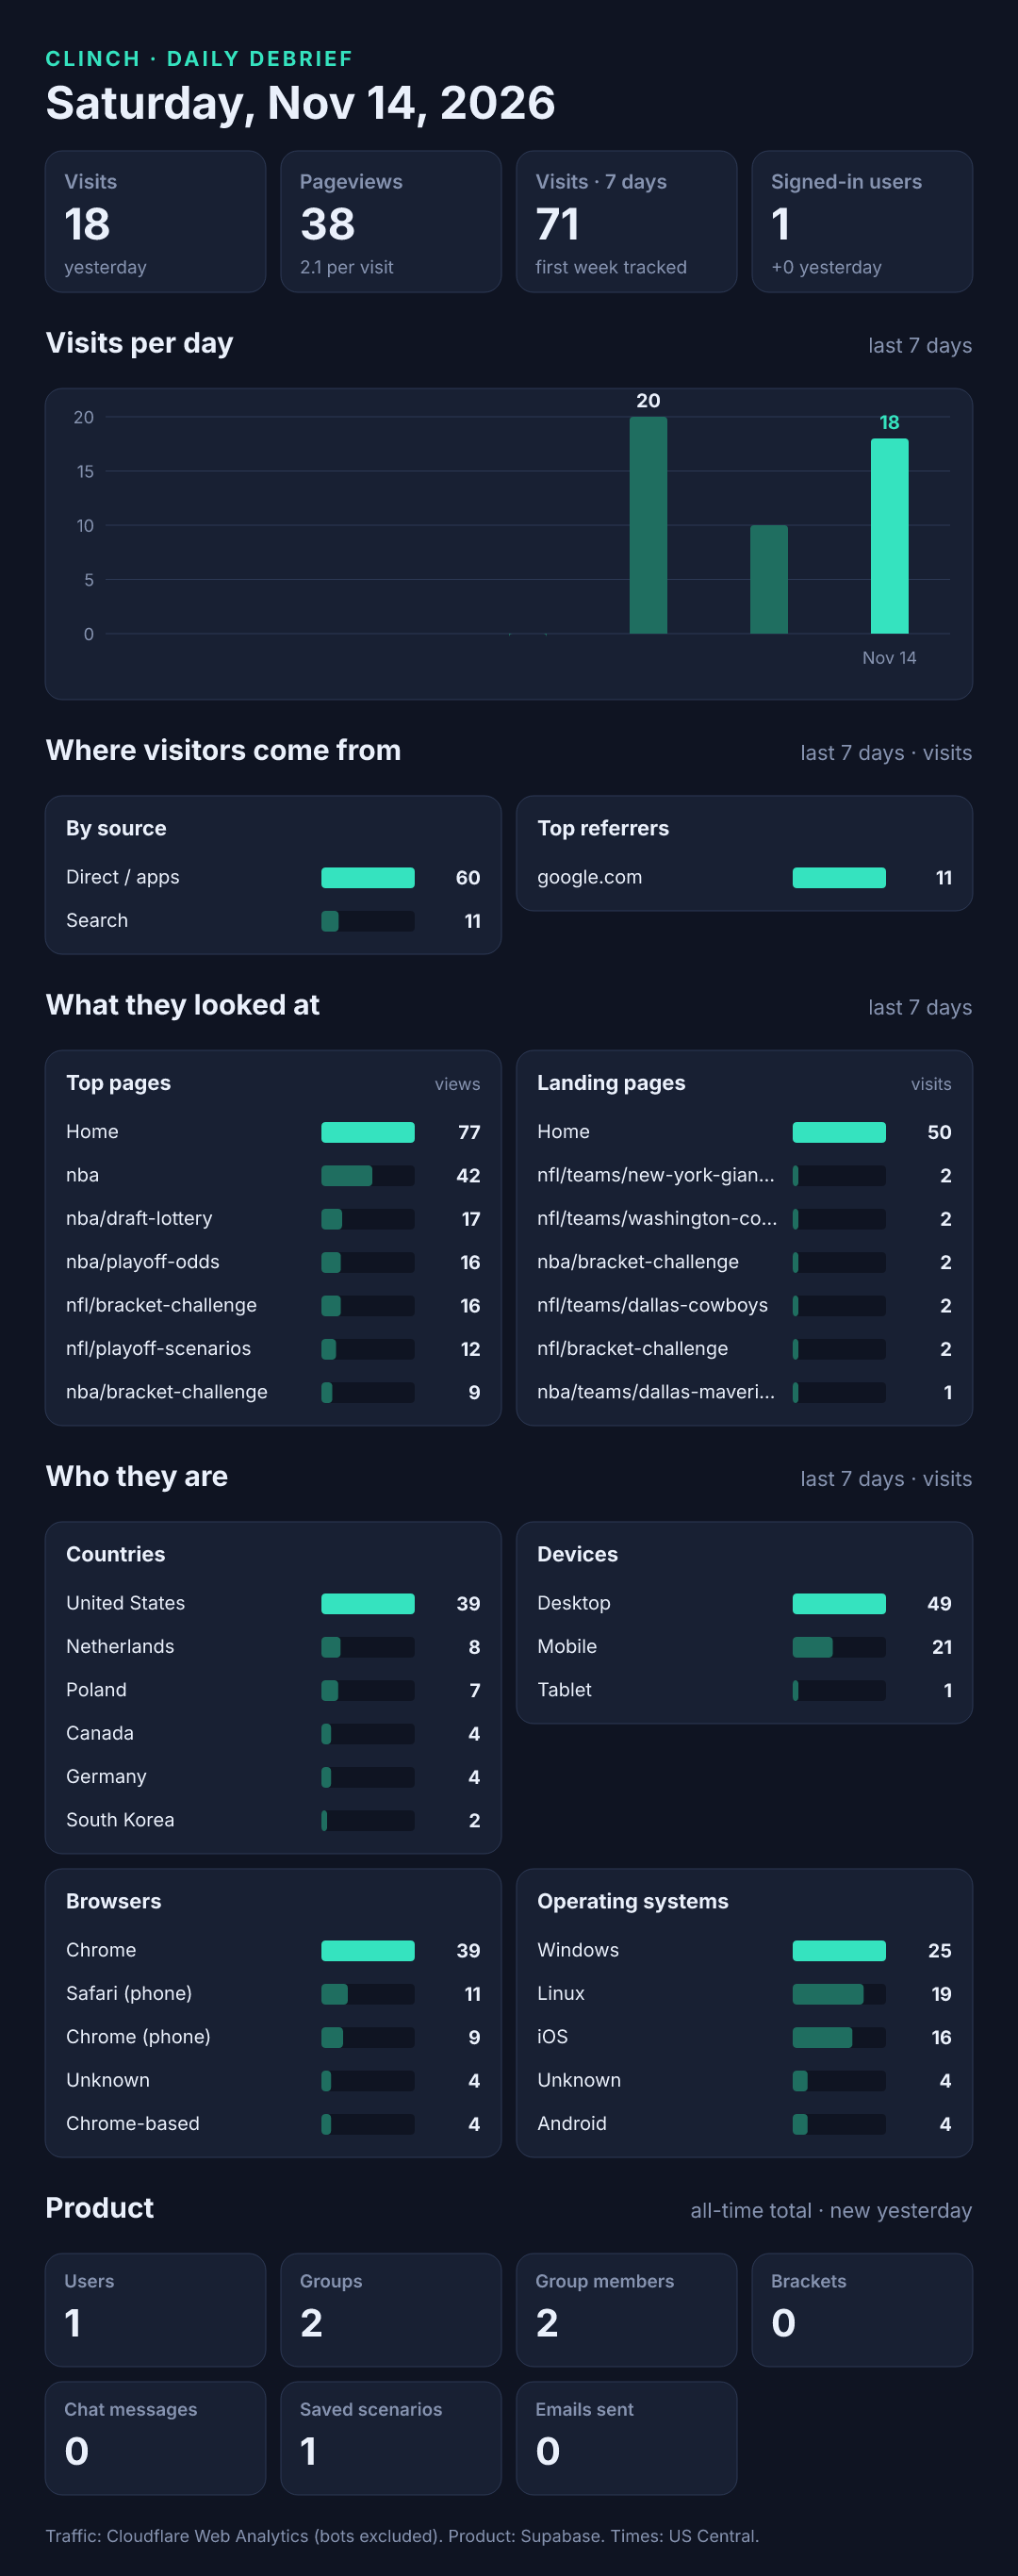 CLINCH · DAILY DEBRIEF
Saturday, Nov 14, 2026
Visits
18
yesterday
Pageviews
38
2.1 per visit
Visits · 7 days
71
first week tracked
Signed-in users
1
+0 yesterday
Visits per day
last 7 days
20
15
10
5
0
20
18
Nov 14
Where visitors come from
last 7 days · visits
By source
Direct / apps 60
Search 11
Top referrers
google.com 11
What they looked at
last 7 days
Top pages views
Home 77
nba 42
nba/draft-lottery 17
nba/playoff-odds 16
nfl/bracket-challenge 16
nfl/playoff-scenarios 12
nba/bracket-challenge 9
Landing pages visits
Home 50
nfl/teams/new-york-gian... 2
nfl/teams/washington-co... 2
nba/bracket-challenge 2
nfl/teams/dallas-cowboys 2
nfl/bracket-challenge 2
nba/teams/dallas-maveri... 1
Who they are
last 7 days · visits
Countries
United States 39
Netherlands 8
Poland 7
Canada 4
Germany 4
South Korea 2
Devices
Desktop 49
Mobile 21
Tablet 1
Browsers
Chrome 39
Safari (phone) 11
Chrome (phone) 9
Unknown 4
Chrome-based 4
Operating systems
Windows 25
Linux 19
iOS 16
Unknown 4
Android 4
Product
all-time total · new yesterday
Users
1
Groups
2
Group members
2
Brackets
0
Chat messages
0
Saved scenarios
1
Emails sent
0
Traffic: Cloudflare Web Analytics (bots excluded). Product: Supabase. Times: US Central.